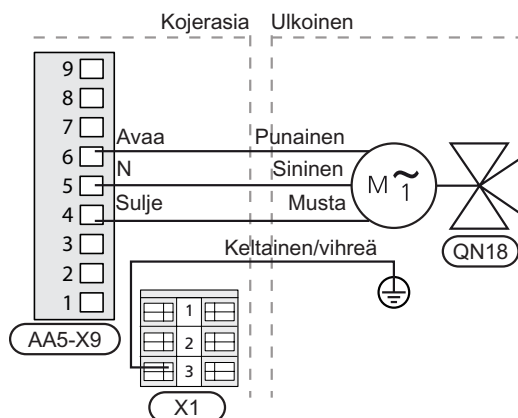 Kojerasia
Ulkoinen
9
8
7
6
5
4
3
2
1
Avaa
Punainen
N
Sininen
Sulje
Musta
M ~ 1
Keltainen/vihreä
QN18
AA5-X9
1
2
3
X1